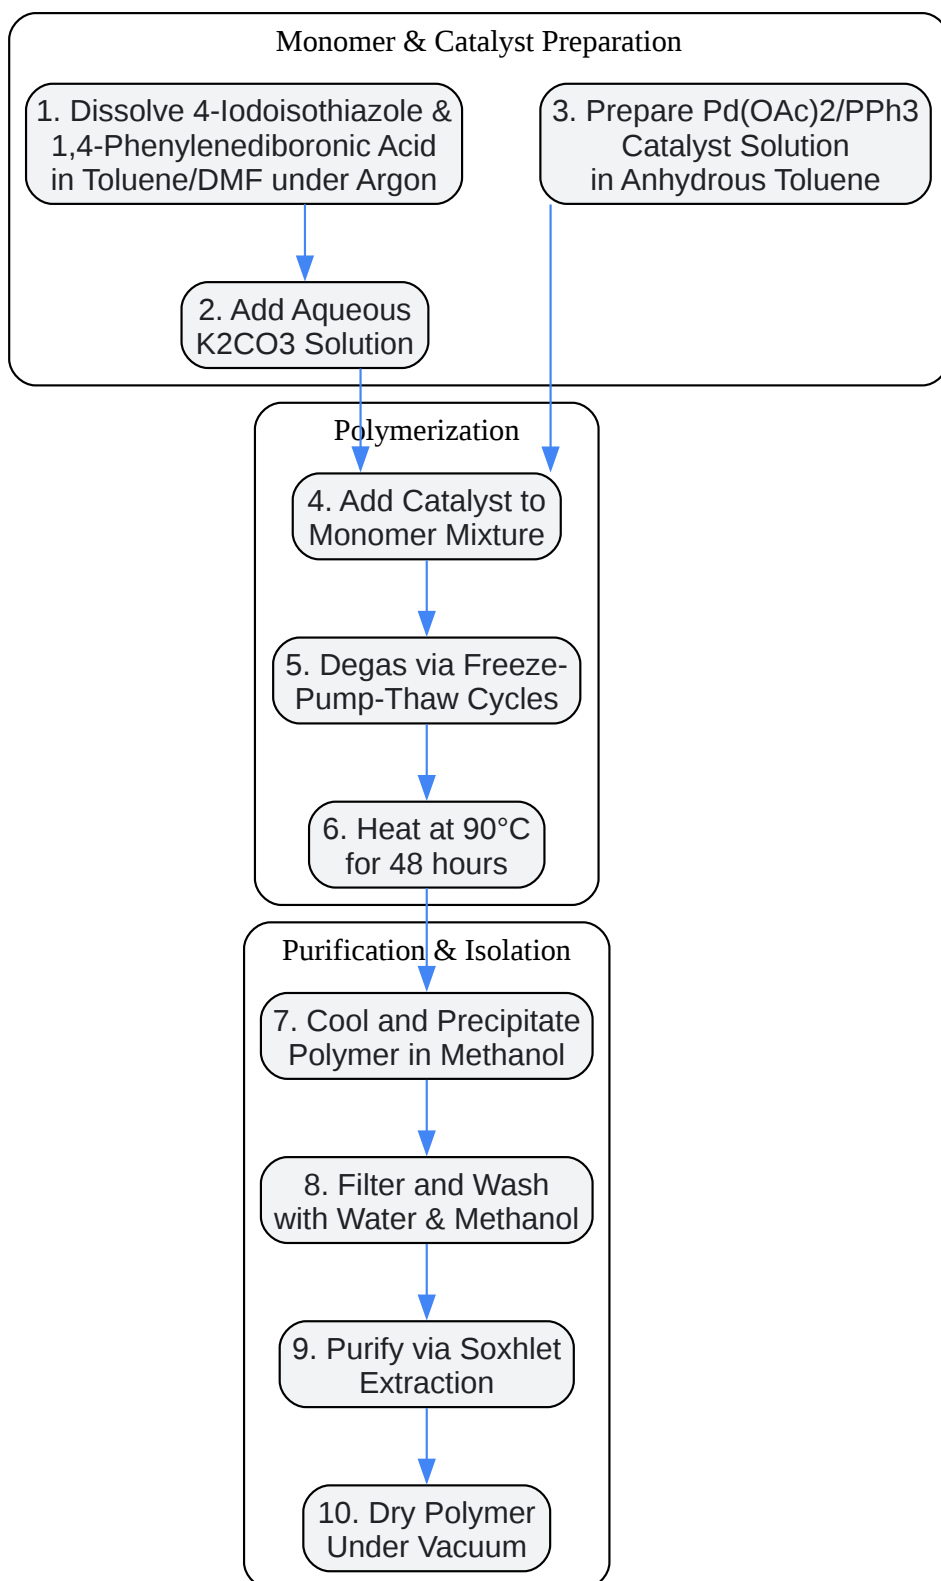 Monomer & Catalyst Preparation
1. Dissolve 4-Iodoisothiazole &
1,4-Phenylenediboronic Acid
in Toluene/DMF under Argon
2. Add Aqueous
K2CO3 Solution
3. Prepare Pd(OAc)2/PPh3
Catalyst Solution
in Anhydrous Toluene
Polymerization
4. Add Catalyst to
Monomer Mixture
5. Degas via Freeze-
Pump-Thaw Cycles
6. Heat at 90°C
for 48 hours
Purification & Isolation
7. Cool and Precipitate
Polymer in Methanol
8. Filter and Wash
with Water & Methanol
9. Purify via Soxhlet
Extraction
10. Dry Polymer
Under Vacuum